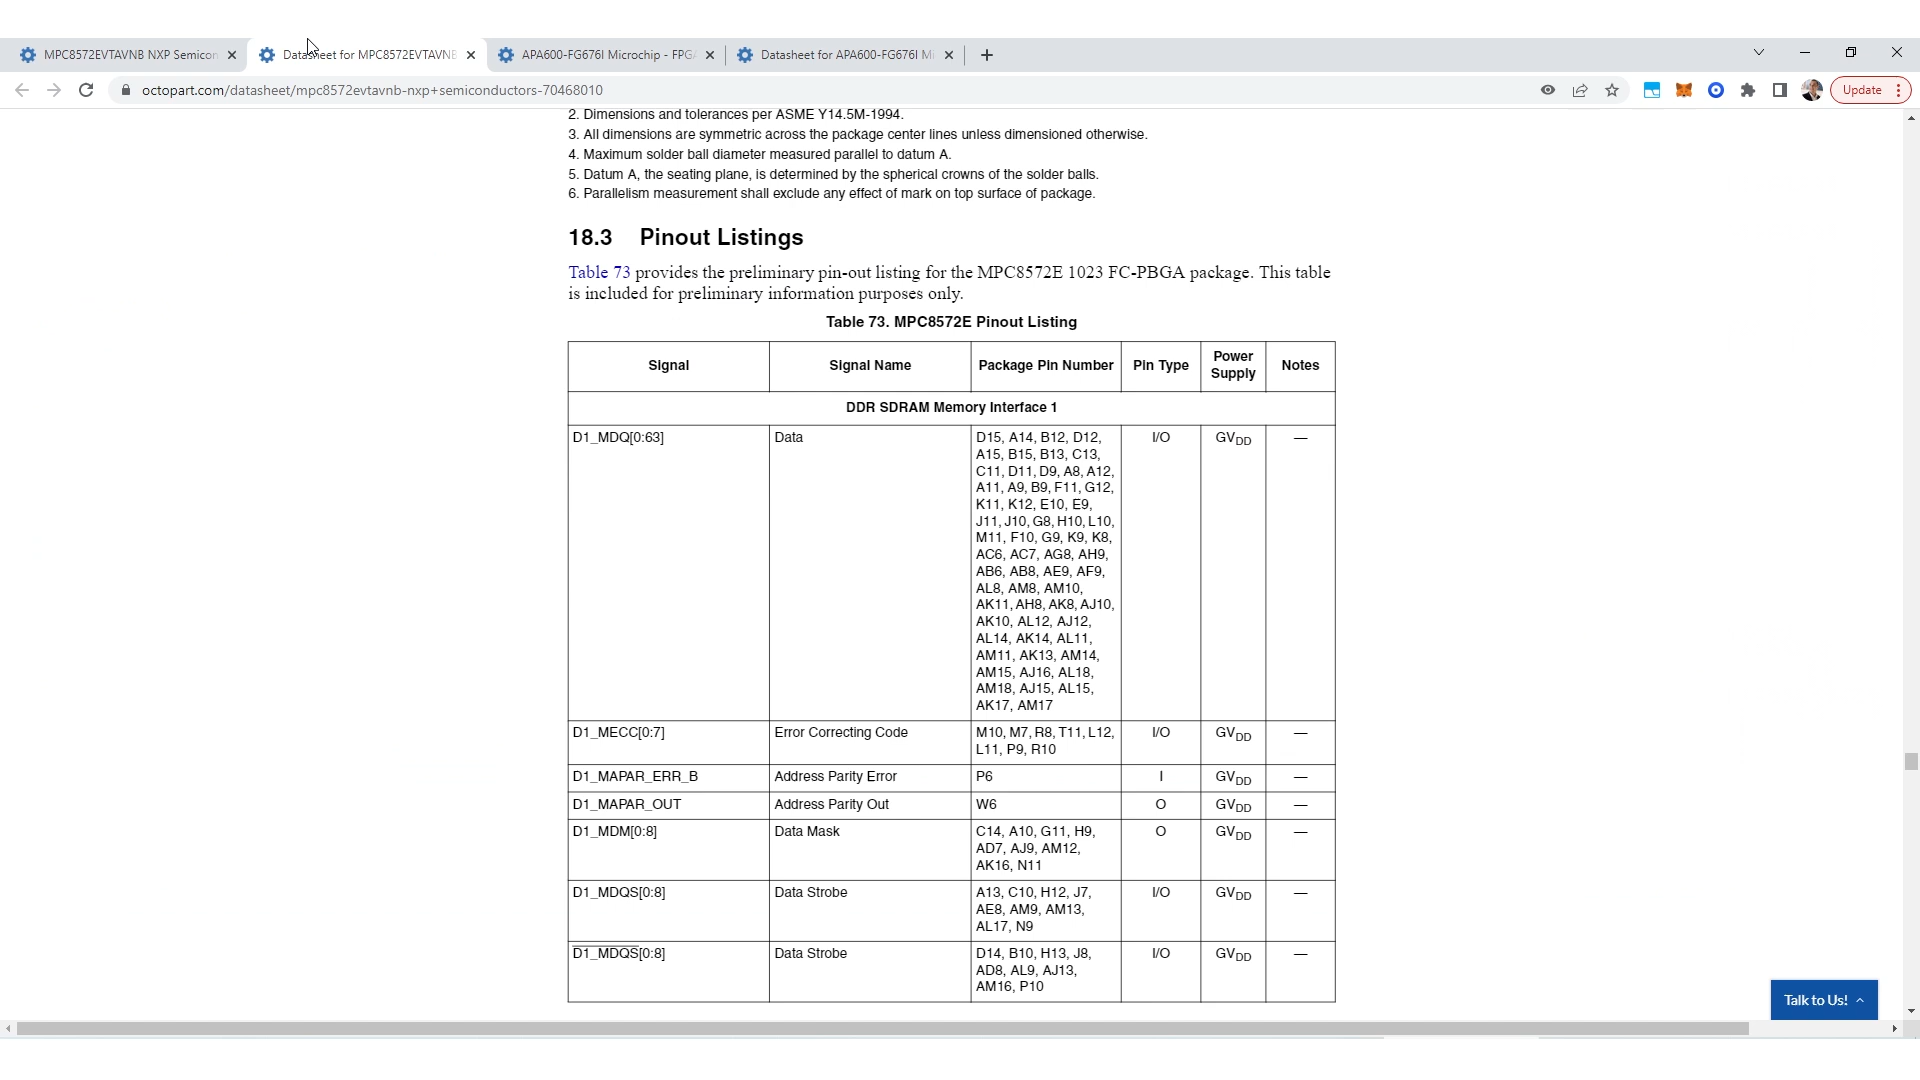 MPC8572EVTAVNB NXP Semicon
Datasheet for MPC8572EVTAVNB
APA600-FG676I Microchip - FPGA
Datasheet for APA600-FG676I Mi
octopart.com/datasheet/mpc8572evtavnb-nxp+semiconductors-70468010
Update
2. Dimensions and tolerances per ASME Y14.5M-1994.
3. All dimensions are symmetric across the package center lines unless dimensioned otherwise.
4. Maximum solder ball diameter measured parallel to datum A.
5. Datum A, the seating plane, is determined by the spherical crowns of the solder balls.
6. Parallelism measurement shall exclude any effect of mark on top surface of package.
18.3 Pinout Listings
Table 73 provides the preliminary pin-out listing for the MPC8572E 1023 FC-PBGA package. This table
is included for preliminary information purposes only.
Table 73. MPC8572E Pinout Listing
Signal Signal Name Package Pin Number Pin Type Power Supply Notes
DDR SDRAM Memory Interface 1
D1_MDQ[0:63] Data D15, A14, B12, D12, I/O GVDD —
A15, B15, B13, C13,
C11, D11, D9, A8, A12,
A11, A9, B9, F11, G12,
K11, K12, E10, E9,
J11, J10, G8, H10, L10,
M11, F10, G9, K9, K8,
AC6, AC7, AG8, AH9,
AB6, AB8, AE9, AF9,
AL8, AM8, AM10,
AK11, AH8, AK8, AJ10,
AK10, AL12, AJ12,
AL14, AK14, AL11,
AM11, AK13, AM14,
AM15, AJ16, AL18,
AM18, AJ15, AL15,
AK17, AM17
D1_MECC[0:7] Error Correcting Code M10, M7, R8, T11, L12, I/O GVDD —
L11, P9, R10
D1_MAPAR_ERR_B Address Parity Error P6 I GVDD —
D1_MAPAR_OUT Address Parity Out W6 O GVDD —
D1_MDM[0:8] Data Mask C14, A10, G11, H9, O GVDD —
AD7, AJ9, AM12,
AK16, N11
D1_MDQS[0:8] Data Strobe A13, C10, H12, J7, I/O GVDD —
AE8, AM9, AM13,
AL17, N9
D1_MDQS[0:8] Data Strobe D14, B10, H13, J8, I/O GVDD —
AD8, AL9, AJ13,
AM16, P10
Talk to Us!